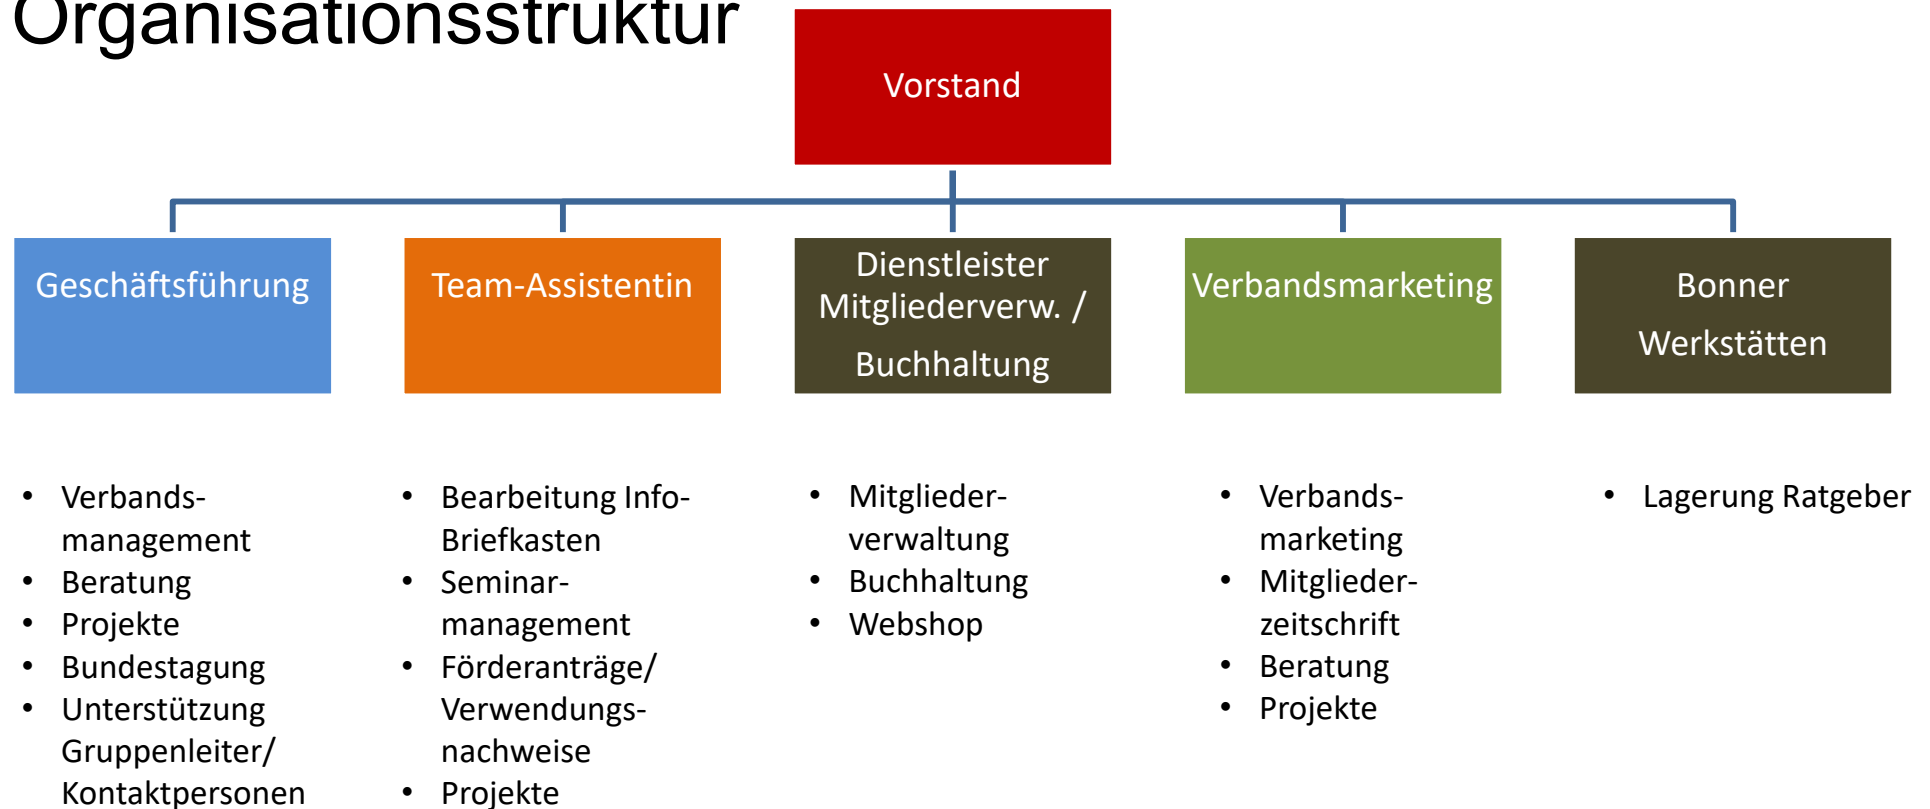 Organisationsstruktur
Vorstand
Geschäftsführung
Team-Assistentin
Dienstleister
Mitgliederverw. /
Buchhaltung
Verbandsmarketing
Bonner
Werkstätten
• Verbands-
management
• Beratung
• Projekte
• Bundestagung
• Unterstützung
Gruppenleiter/
Kontaktpersonen
• Bearbeitung Info-
Briefkasten
• Seminar-
management
• Förderanträge/
Verwendungs-
nachweise
• Projekte
• Mitglieder-
verwaltung
• Buchhaltung
• Webshop
• Verbands-
marketing
• Mitglieder-
zeitschrift
• Beratung
• Projekte
• Lagerung Ratgeber